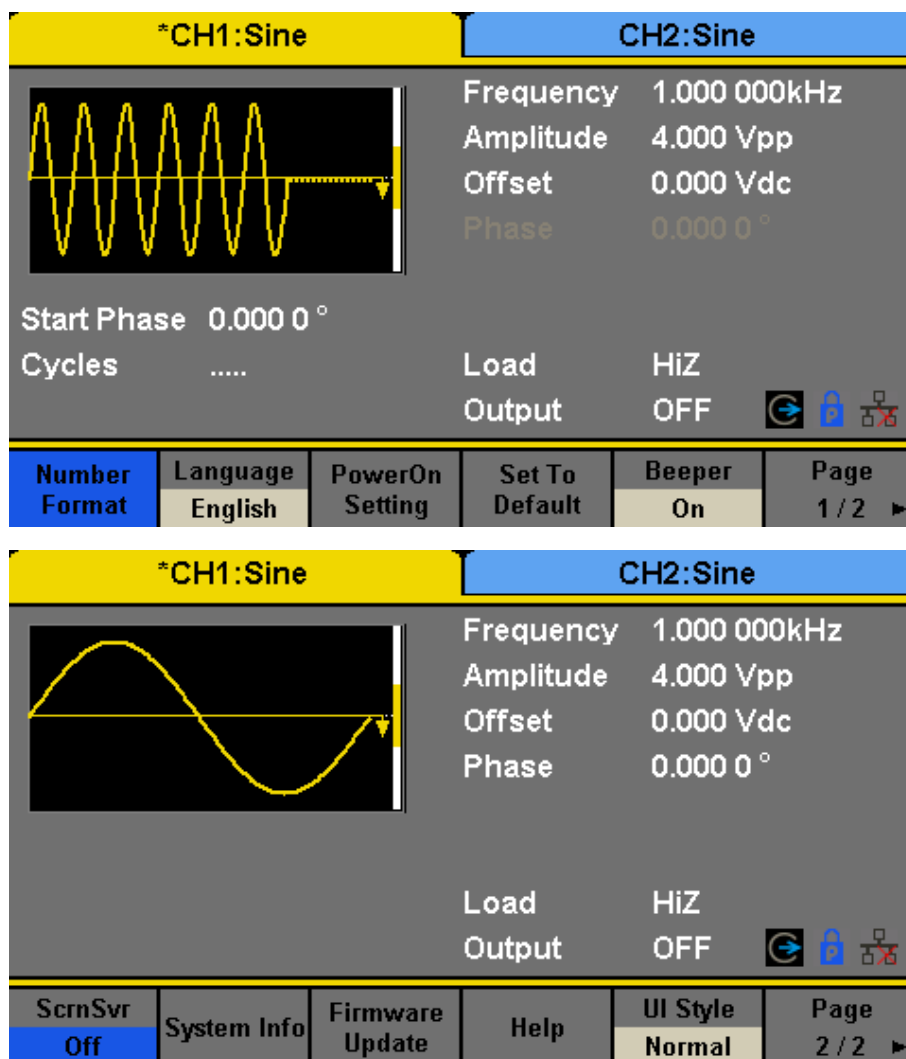 *CH1:Sine CH2:Sine
Frequency 1.000 000kHz
Amplitude 4.000 Vpp
Offset 0.000 Vdc
Phase 0.000 0 °
Start Phase 0.000 0 °
Cycles ..... Load HiZ
Output OFF P
Number Format Language English PowerOn Setting Set To Default Beeper On Page 1/2 ►
*CH1:Sine CH2:Sine
Frequency 1.000 000kHz
Amplitude 4.000 Vpp
Offset 0.000 Vdc
Phase 0.000 0 °
Load HiZ
Output OFF P
ScrnSvr Off System Info Firmware Update Help UI Style Normal Page 2/2 ►